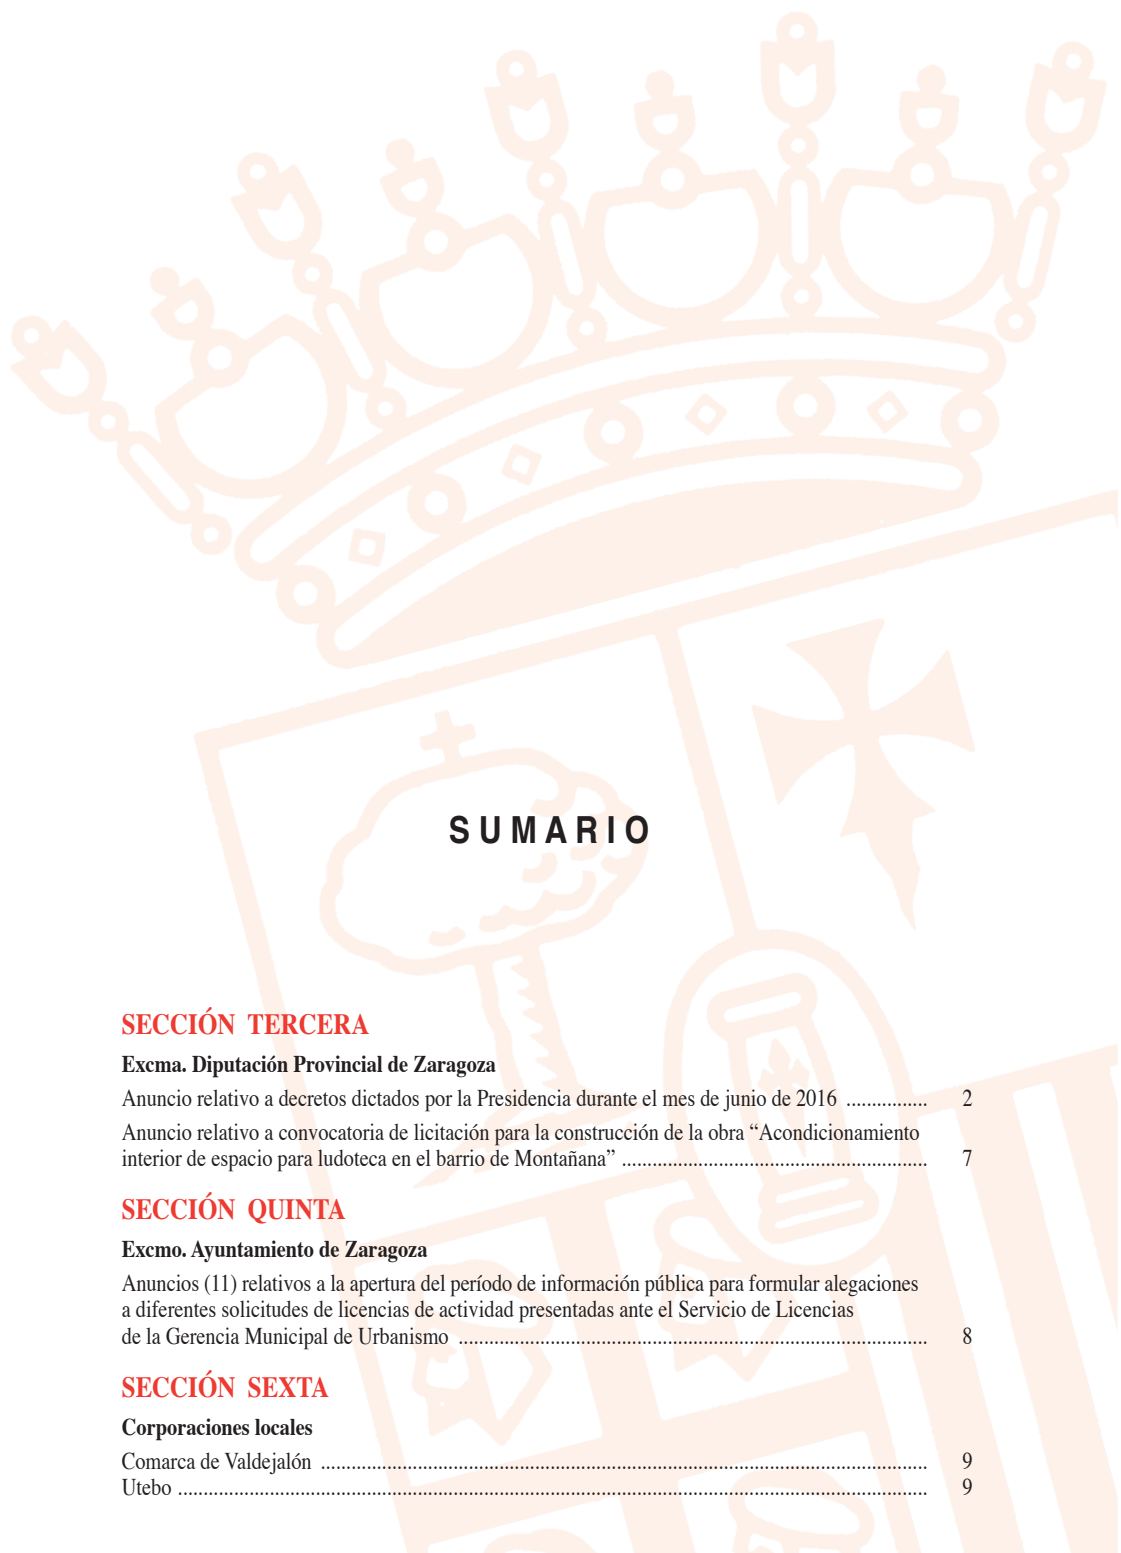 SUMARIO
SECCIÓN TERCERA
Excma. Diputación Provincial de Zaragoza
Anuncio relativo a decretos dictados por la Presidencia durante el mes de junio de 2016 ................ 2
Anuncio relativo a convocatoria de licitación para la construcción de la obra “Acondicionamiento
interior de espacio para ludoteca en el barrio de Montañana” ............................................................ 7
SECCIÓN QUINTA
Excmo. Ayuntamiento de Zaragoza
Anuncios (11) relativos a la apertura del período de información pública para formular alegaciones
a diferentes solicitudes de licencias de actividad presentadas ante el Servicio de Licencias
de la Gerencia Municipal de Urbanismo ............................................................................................ 8
SECCIÓN SEXTA
Corporaciones locales
Comarca de Valdejalón ....................................................................................................................... 9
Utebo ................................................................................................................................................... 9